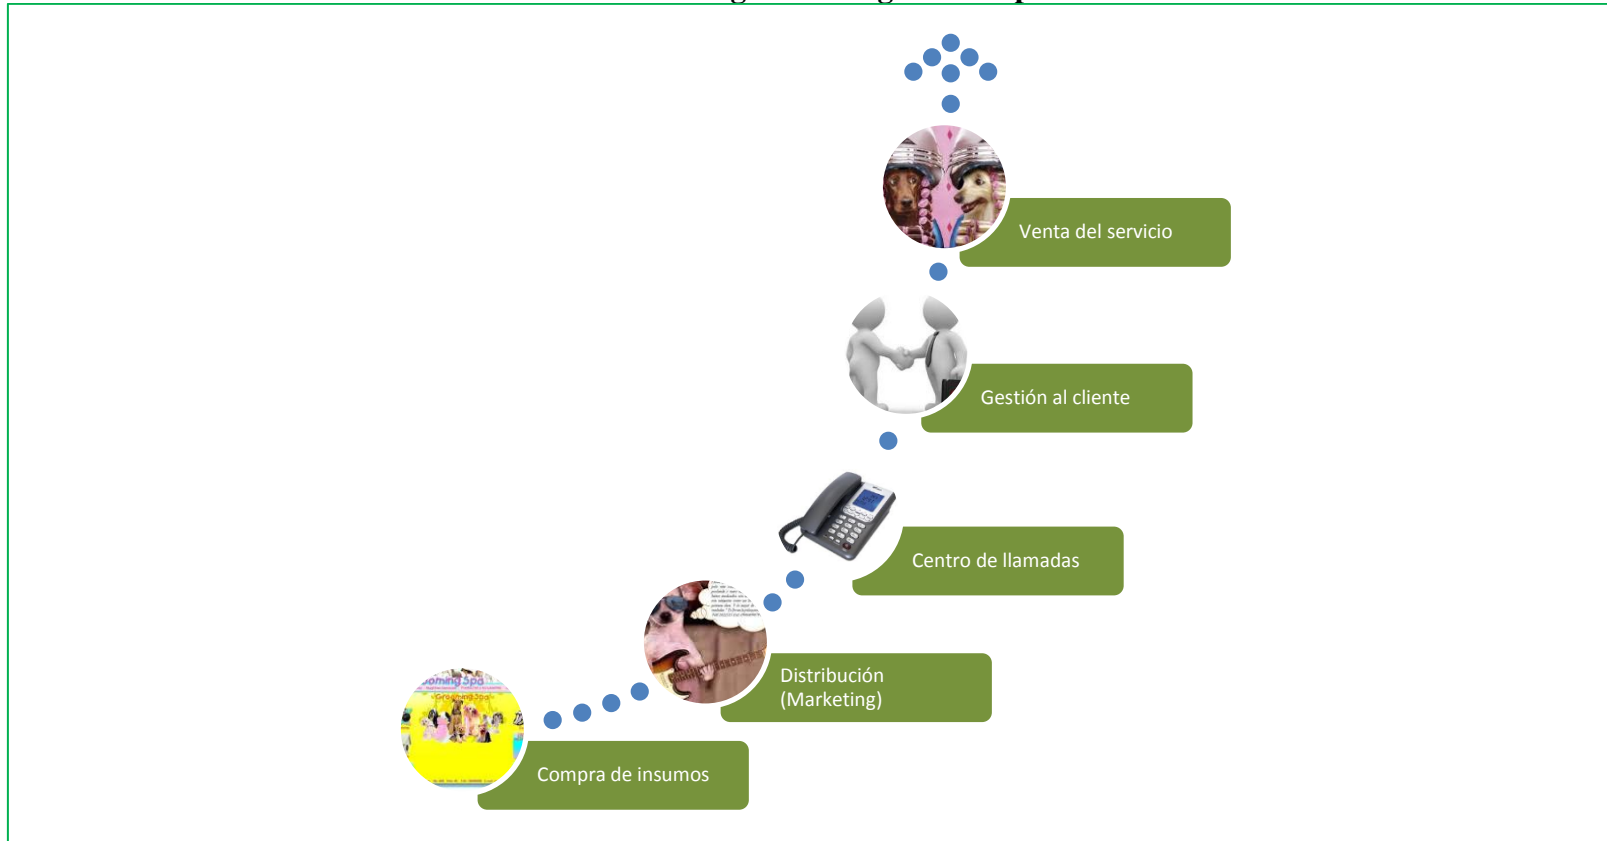 Venta del servicio
Gestión al cliente
Centro de llamadas
Distribución
(Marketing)
Compra de insumos